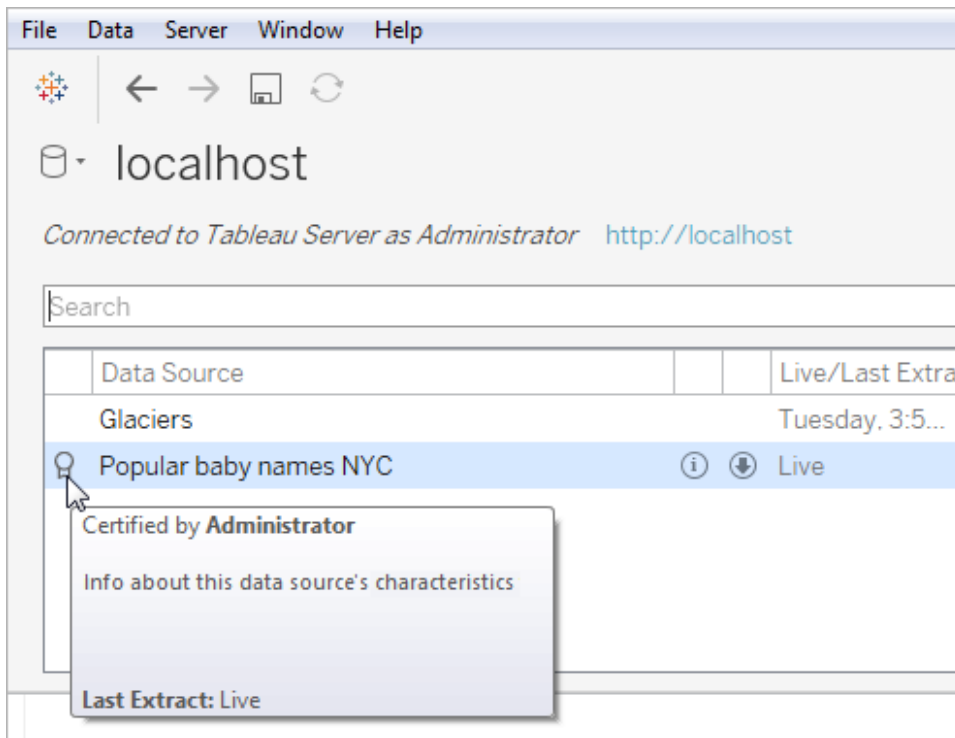 File Data Server Window Help
localhost
Connected to Tableau Server as Administrator http://localhost
Search
Data Source Live/Last Extra
Glaciers Tuesday, 3:5...
Popular baby names NYC Live
Certified by Administrator
Info about this data source's characteristics
Last Extract: Live